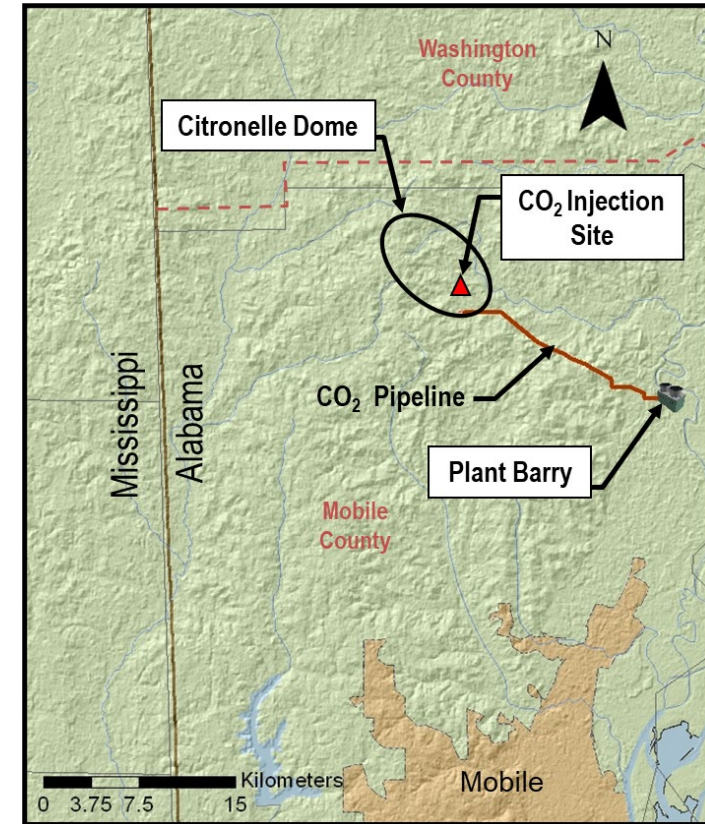 Washington
County
N
Citronelle Dome
CO₂ Injection
Site
Mississippi
Alabama
CO₂ Pipeline
Plant Barry
Mobile
County
Kilometers
0 3.75 7.5 15
Mobile